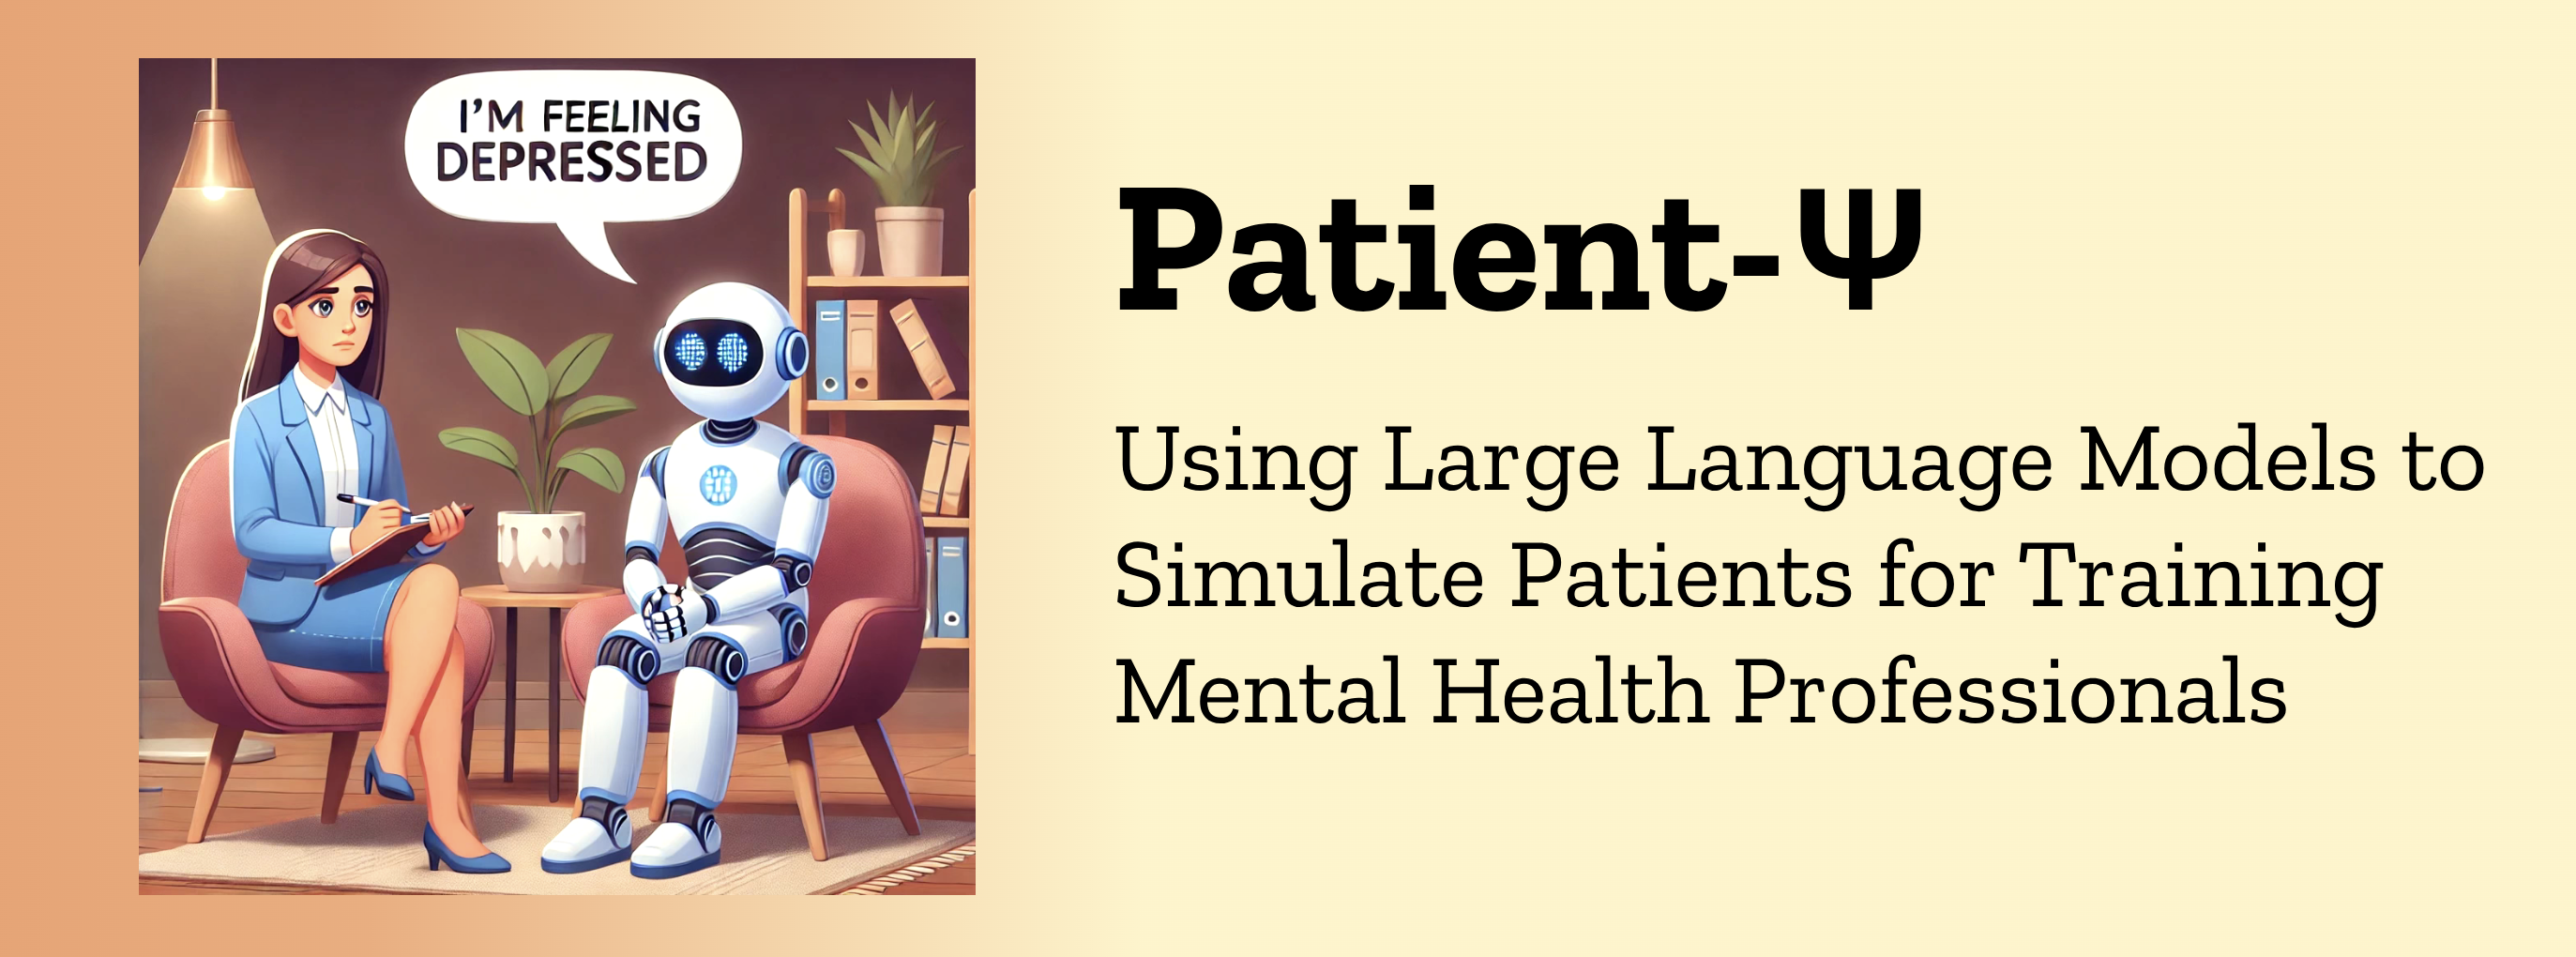 I'M FEELING
DEPRESSED
Patient-Ψ
Using Large Language Models to
Simulate Patients for Training
Mental Health Professionals